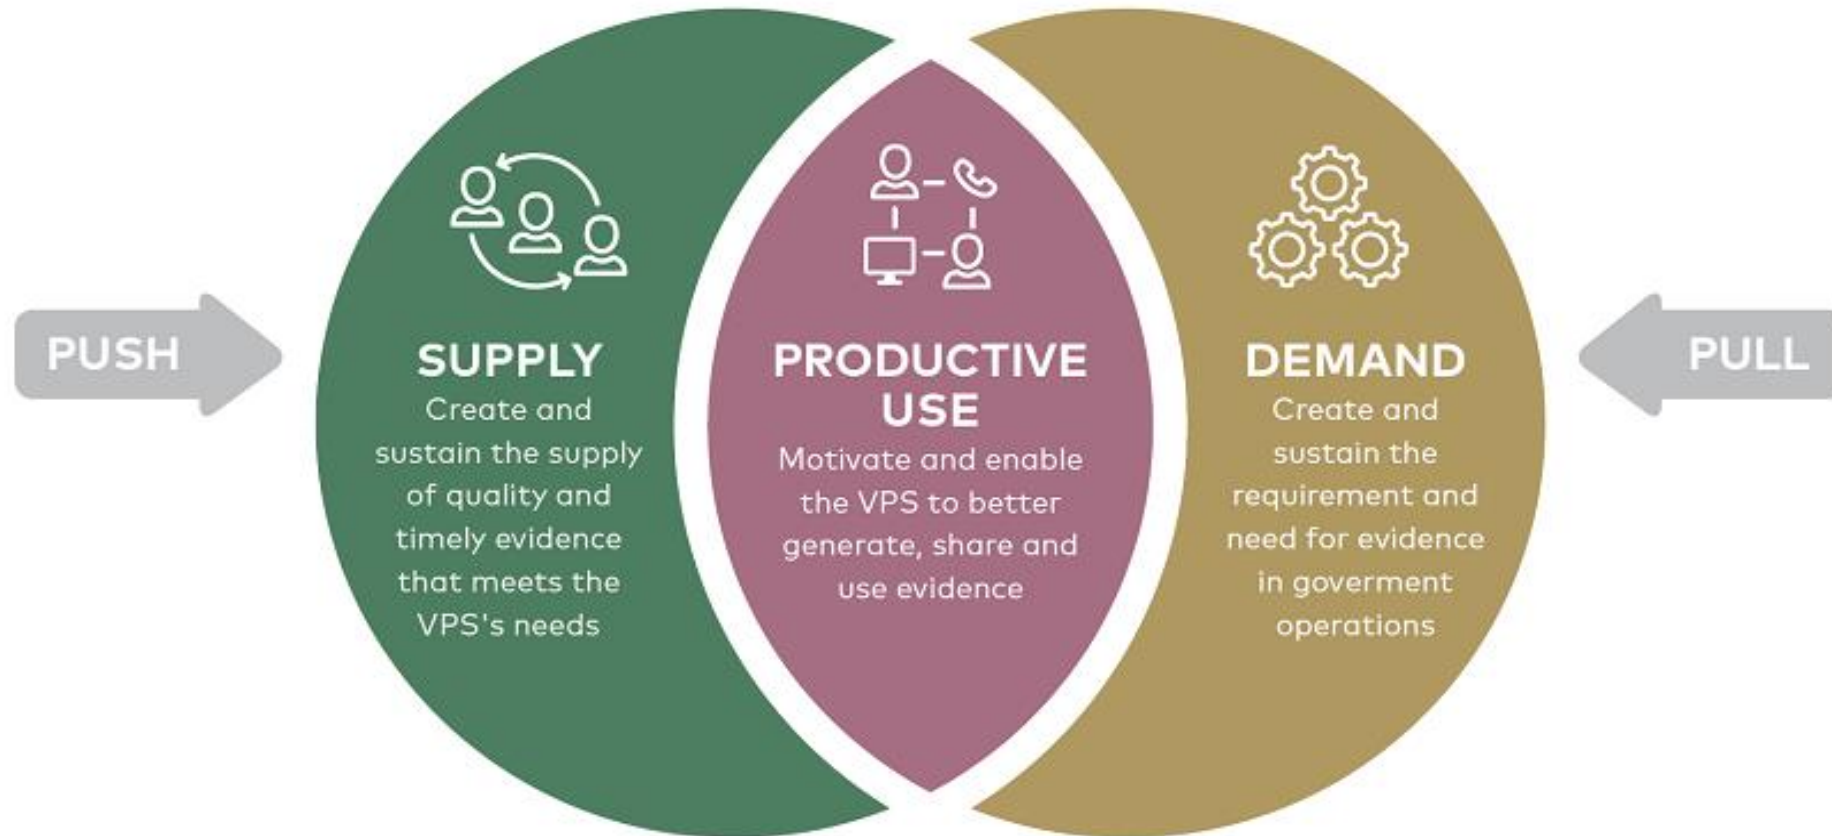 PUSH
SUPPLY
Create and
sustain the supply
of quality and
timely evidence
that meets the
VPS's needs
PRODUCTIVE
USE
Motivate and enable
the VPS to better
generate, share and
use evidence
DEMAND
Create and
sustain the
requirement and
need for evidence
in goverment
operations
PULL